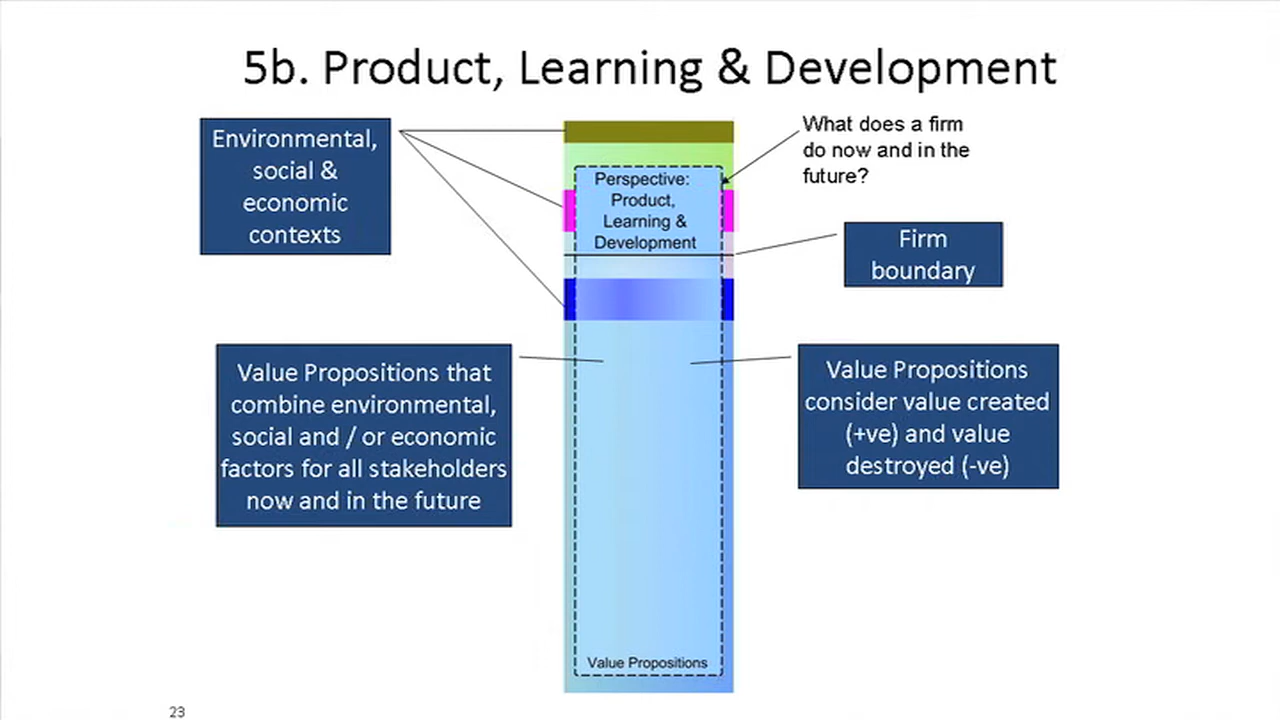 5b. Product, Learning & Development
Environmental,
social &
economic
contexts
What does a firm
do now and in the
future?
Perspective:
Product,
Learning &
Development
Firm
boundary
Value Propositions that
combine environmental,
social and / or economic
factors for all stakeholders
now and in the future
Value Propositions
consider value created
(+ve) and value
destroyed (-ve)
Value Propositions
23